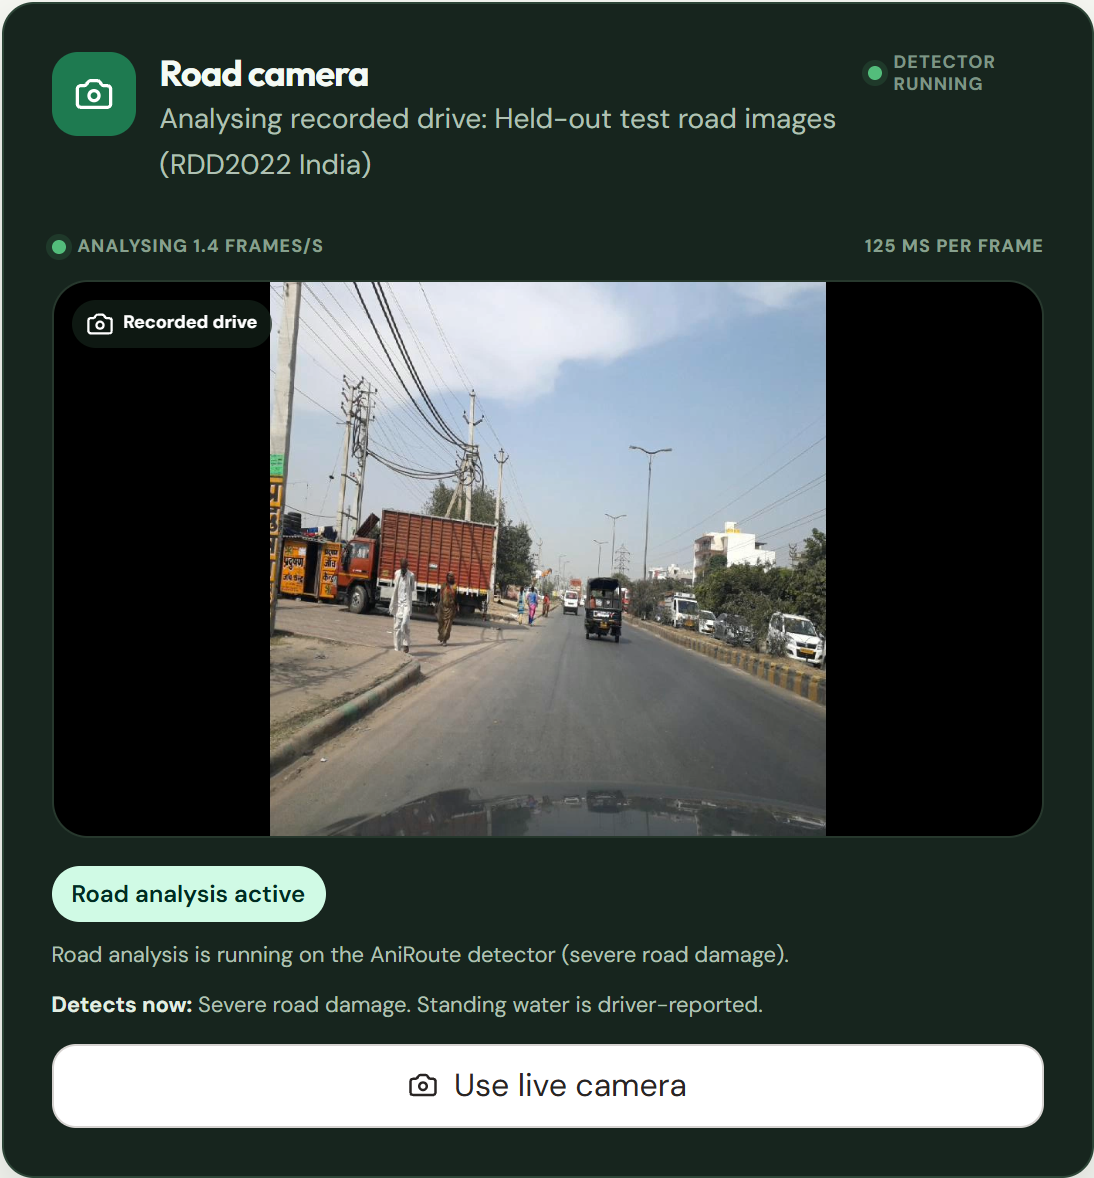 Road camera
Analysing recorded drive: Held-out test road images
(RDD2022 India)
DETECTOR
RUNNING
ANALYSING 1.4 FRAMES/S
125 MS PER FRAME
Recorded drive
प्रदूषण
जाँच केन्द्र
Road analysis active
Road analysis is running on the AniRoute detector (severe road damage).
Detects now: Severe road damage. Standing water is driver-reported.
Use live camera